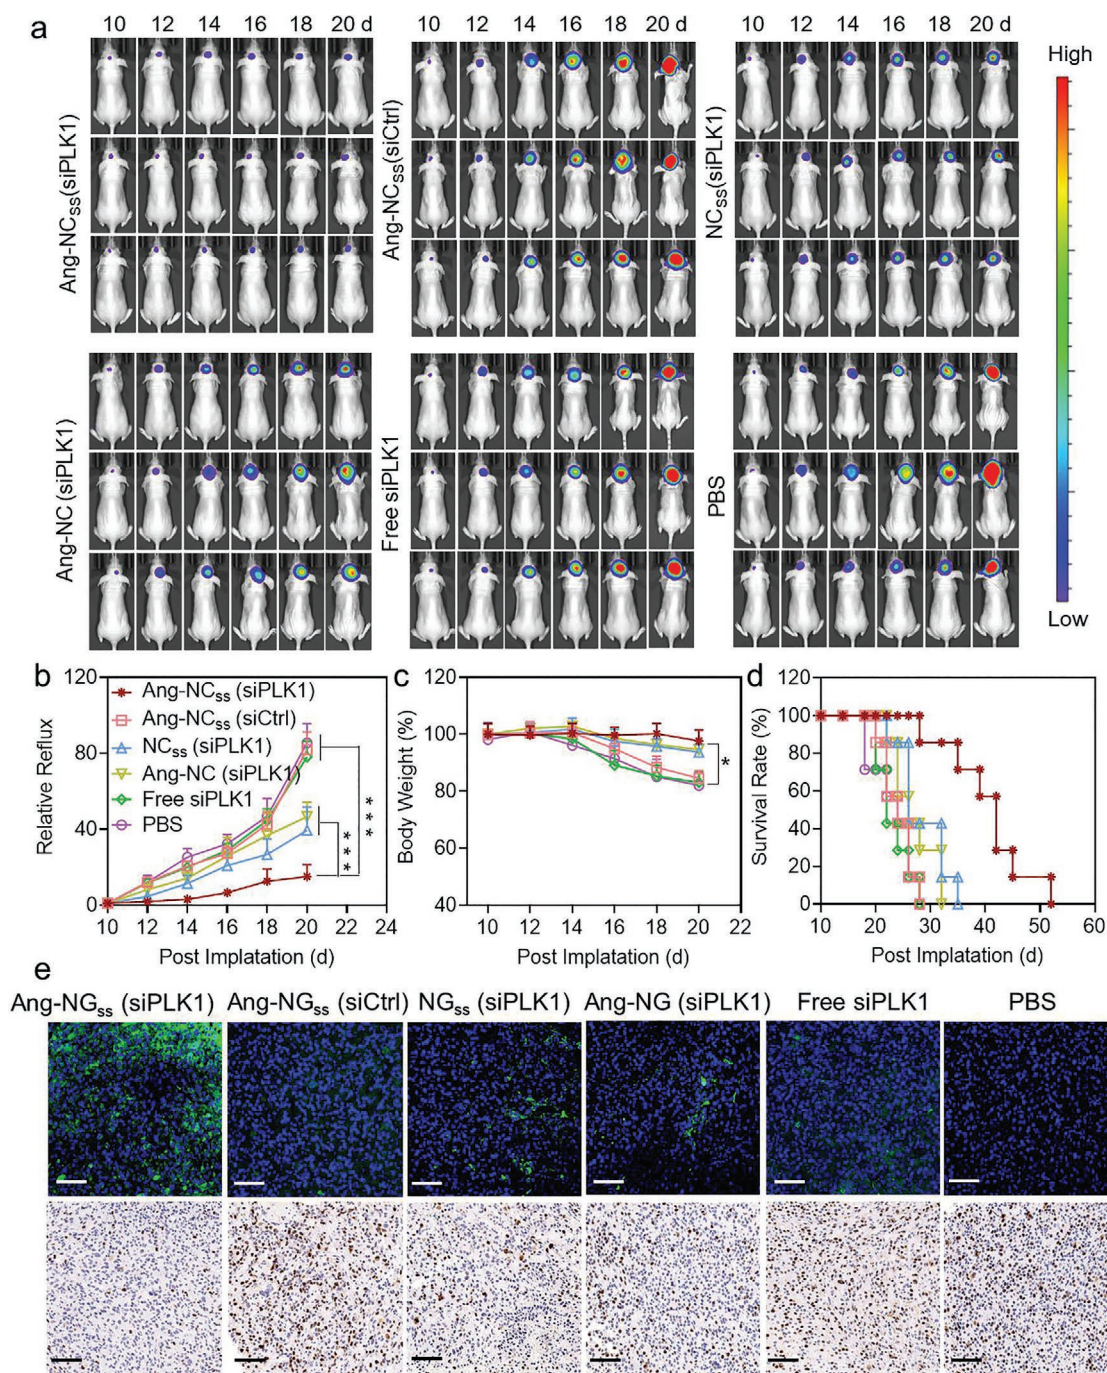 a
10 12 14 16 18 20 d
10 12 14 16 18 20 d
10 12 14 16 18 20 d
High
Low
Ang-NCss(siPLK1)
Ang-NCss(siCtrl)
NCss(siPLK1)
Ang-NC (siPLK1)
Free siPLK1
PBS
b
120
80
40
0
Relative Reflux
Ang-NCss (siPLK1)
Ang-NCss (siCtrl)
NCss (siPLK1)
Ang-NC (siPLK1)
Free siPLK1
PBS
***
***
10 12 14 16 18 20 22 24
Post Implatation (d)
c
120
100
80
60
40
Body Weight (%)
*
10 12 14 16 18 20 22
Post Implatation (d)
d
120
100
80
60
40
20
0
Survival Rate (%)
10 20 30 40 50 60
Post Implatation (d)
e
Ang-NGss (siPLK1) Ang-NGss (siCtrl) NGss (siPLK1) Ang-NG (siPLK1) Free siPLK1 PBS